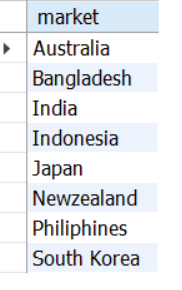 market
Australia
Bangladesh
India
Indonesia
Japan
Newzealand
Philiphines
South Korea